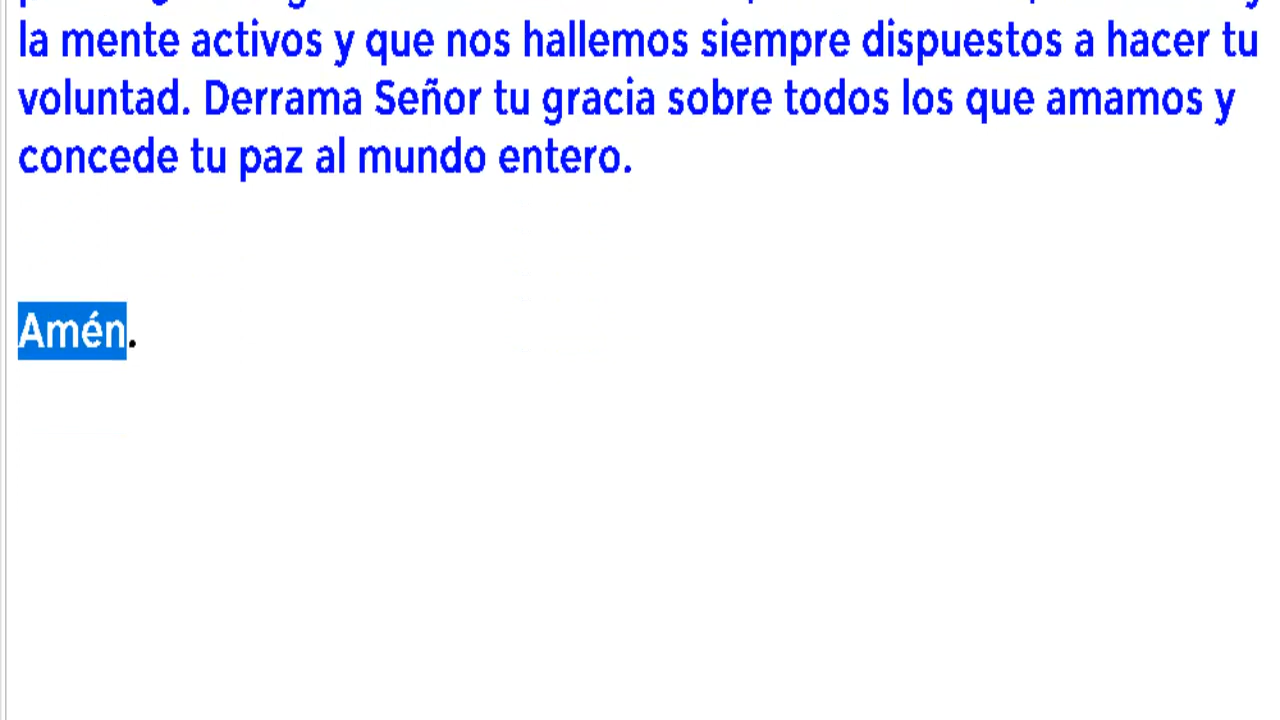 la mente activos y que nos hallemos siempre dispuestos a hacer tu
voluntad. Derrama Señor tu gracia sobre todos los que amamos y
concede tu paz al mundo entero.
Amén.